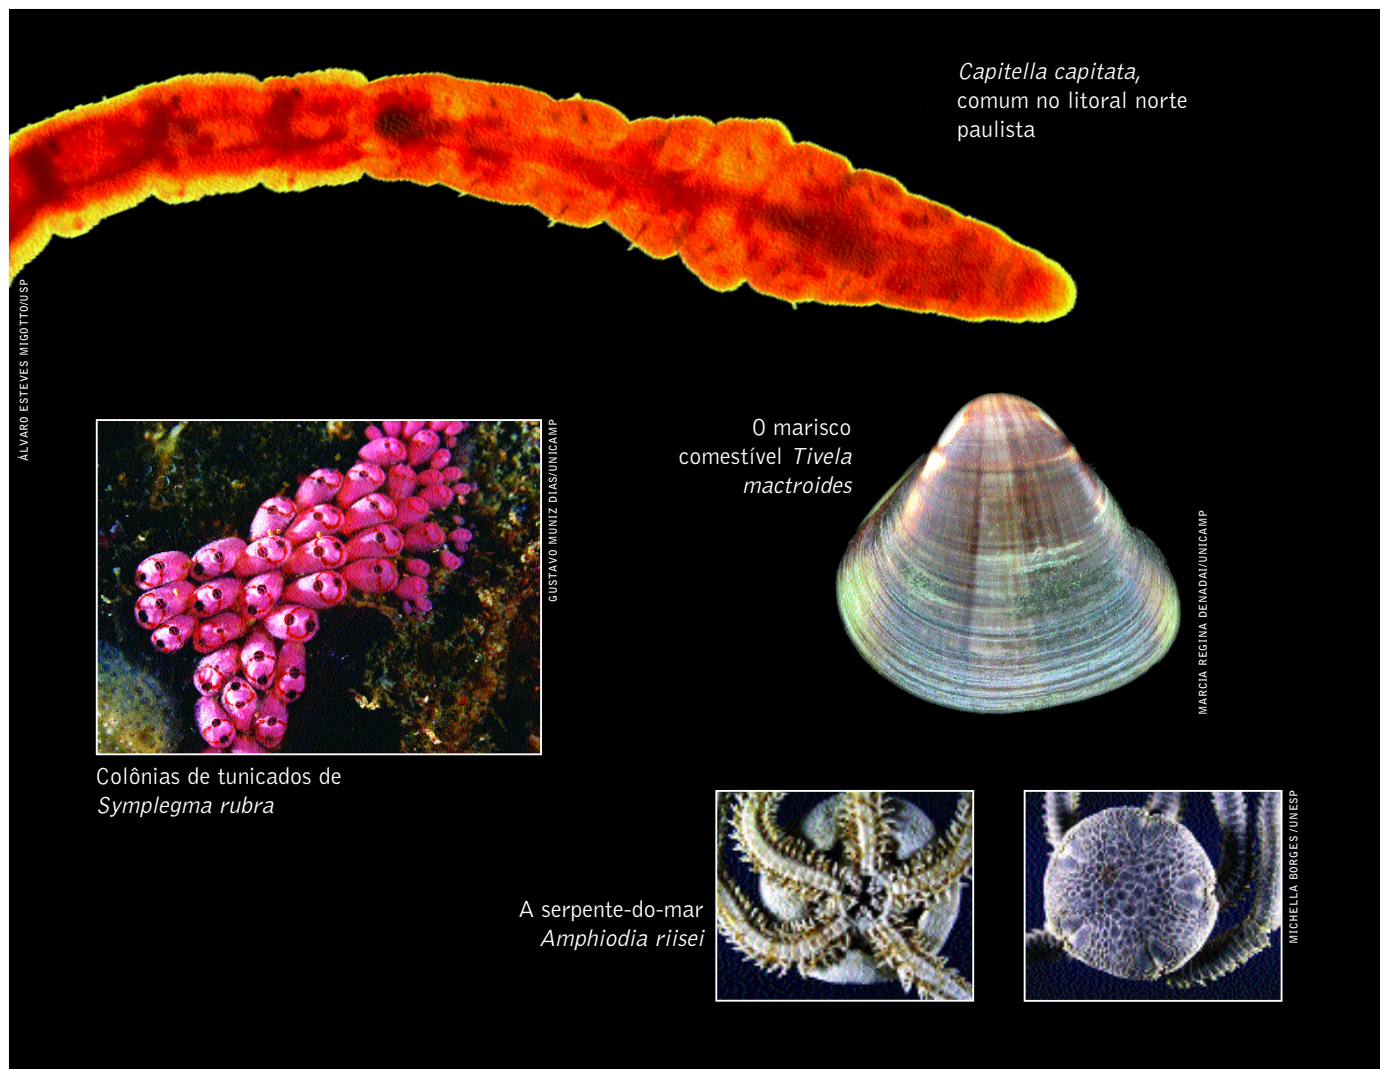 Capitella capitata,
comum no litoral norte
paulista
ÁLVARO ESTEVES MIGOTTO/USP
GUSTAVO MUNIZ DIAS/UNICAMP
O marisco
comestível Tivela
mactroides
MARCIA REGINA DENADAI/UNICAMP
Colônias de tunicados de
Symplegma rubra
A serpente-do-mar
Amphiodia riisei
MICHELLA BORGES/UNESP